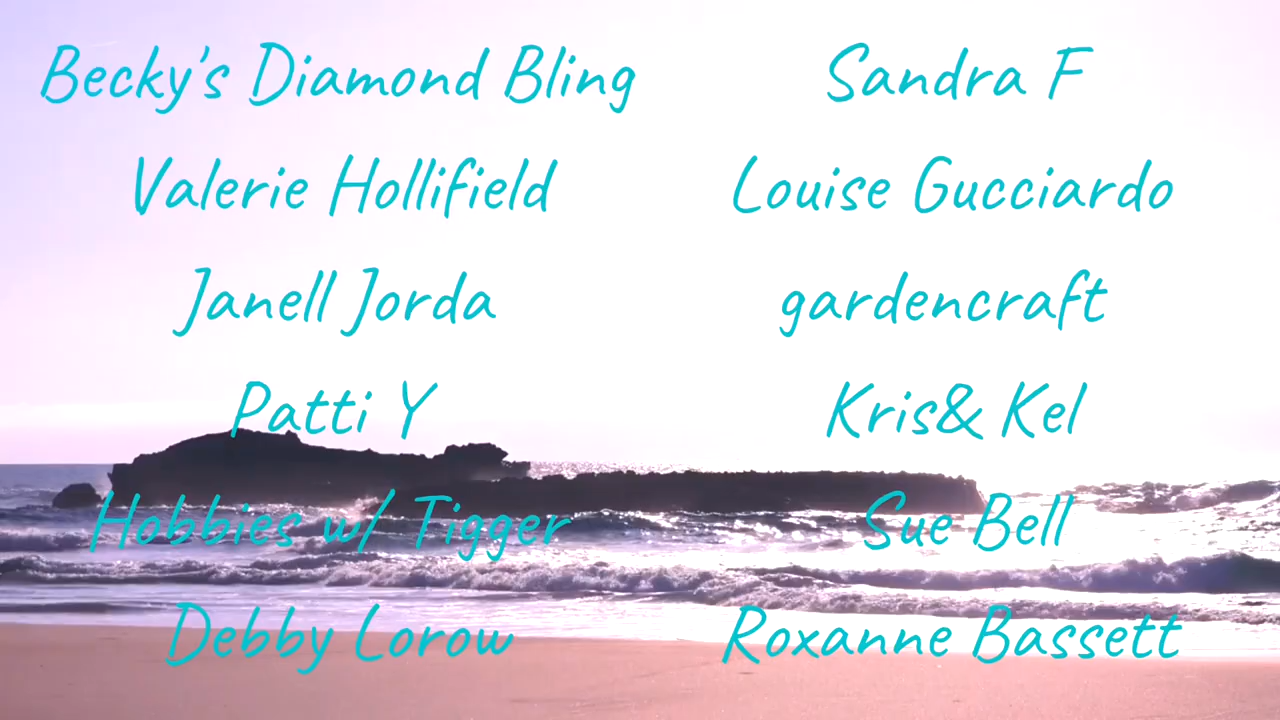 Becky's Diamond Bling
Valerie Hollifield
Janell Jorda
Patti Y
Hobbies w/ Tigger
Debby Lorow
Sandra F
Louise Gucciardo
gardencraft
Kris& Kel
Sue Bell
Roxanne Bassett